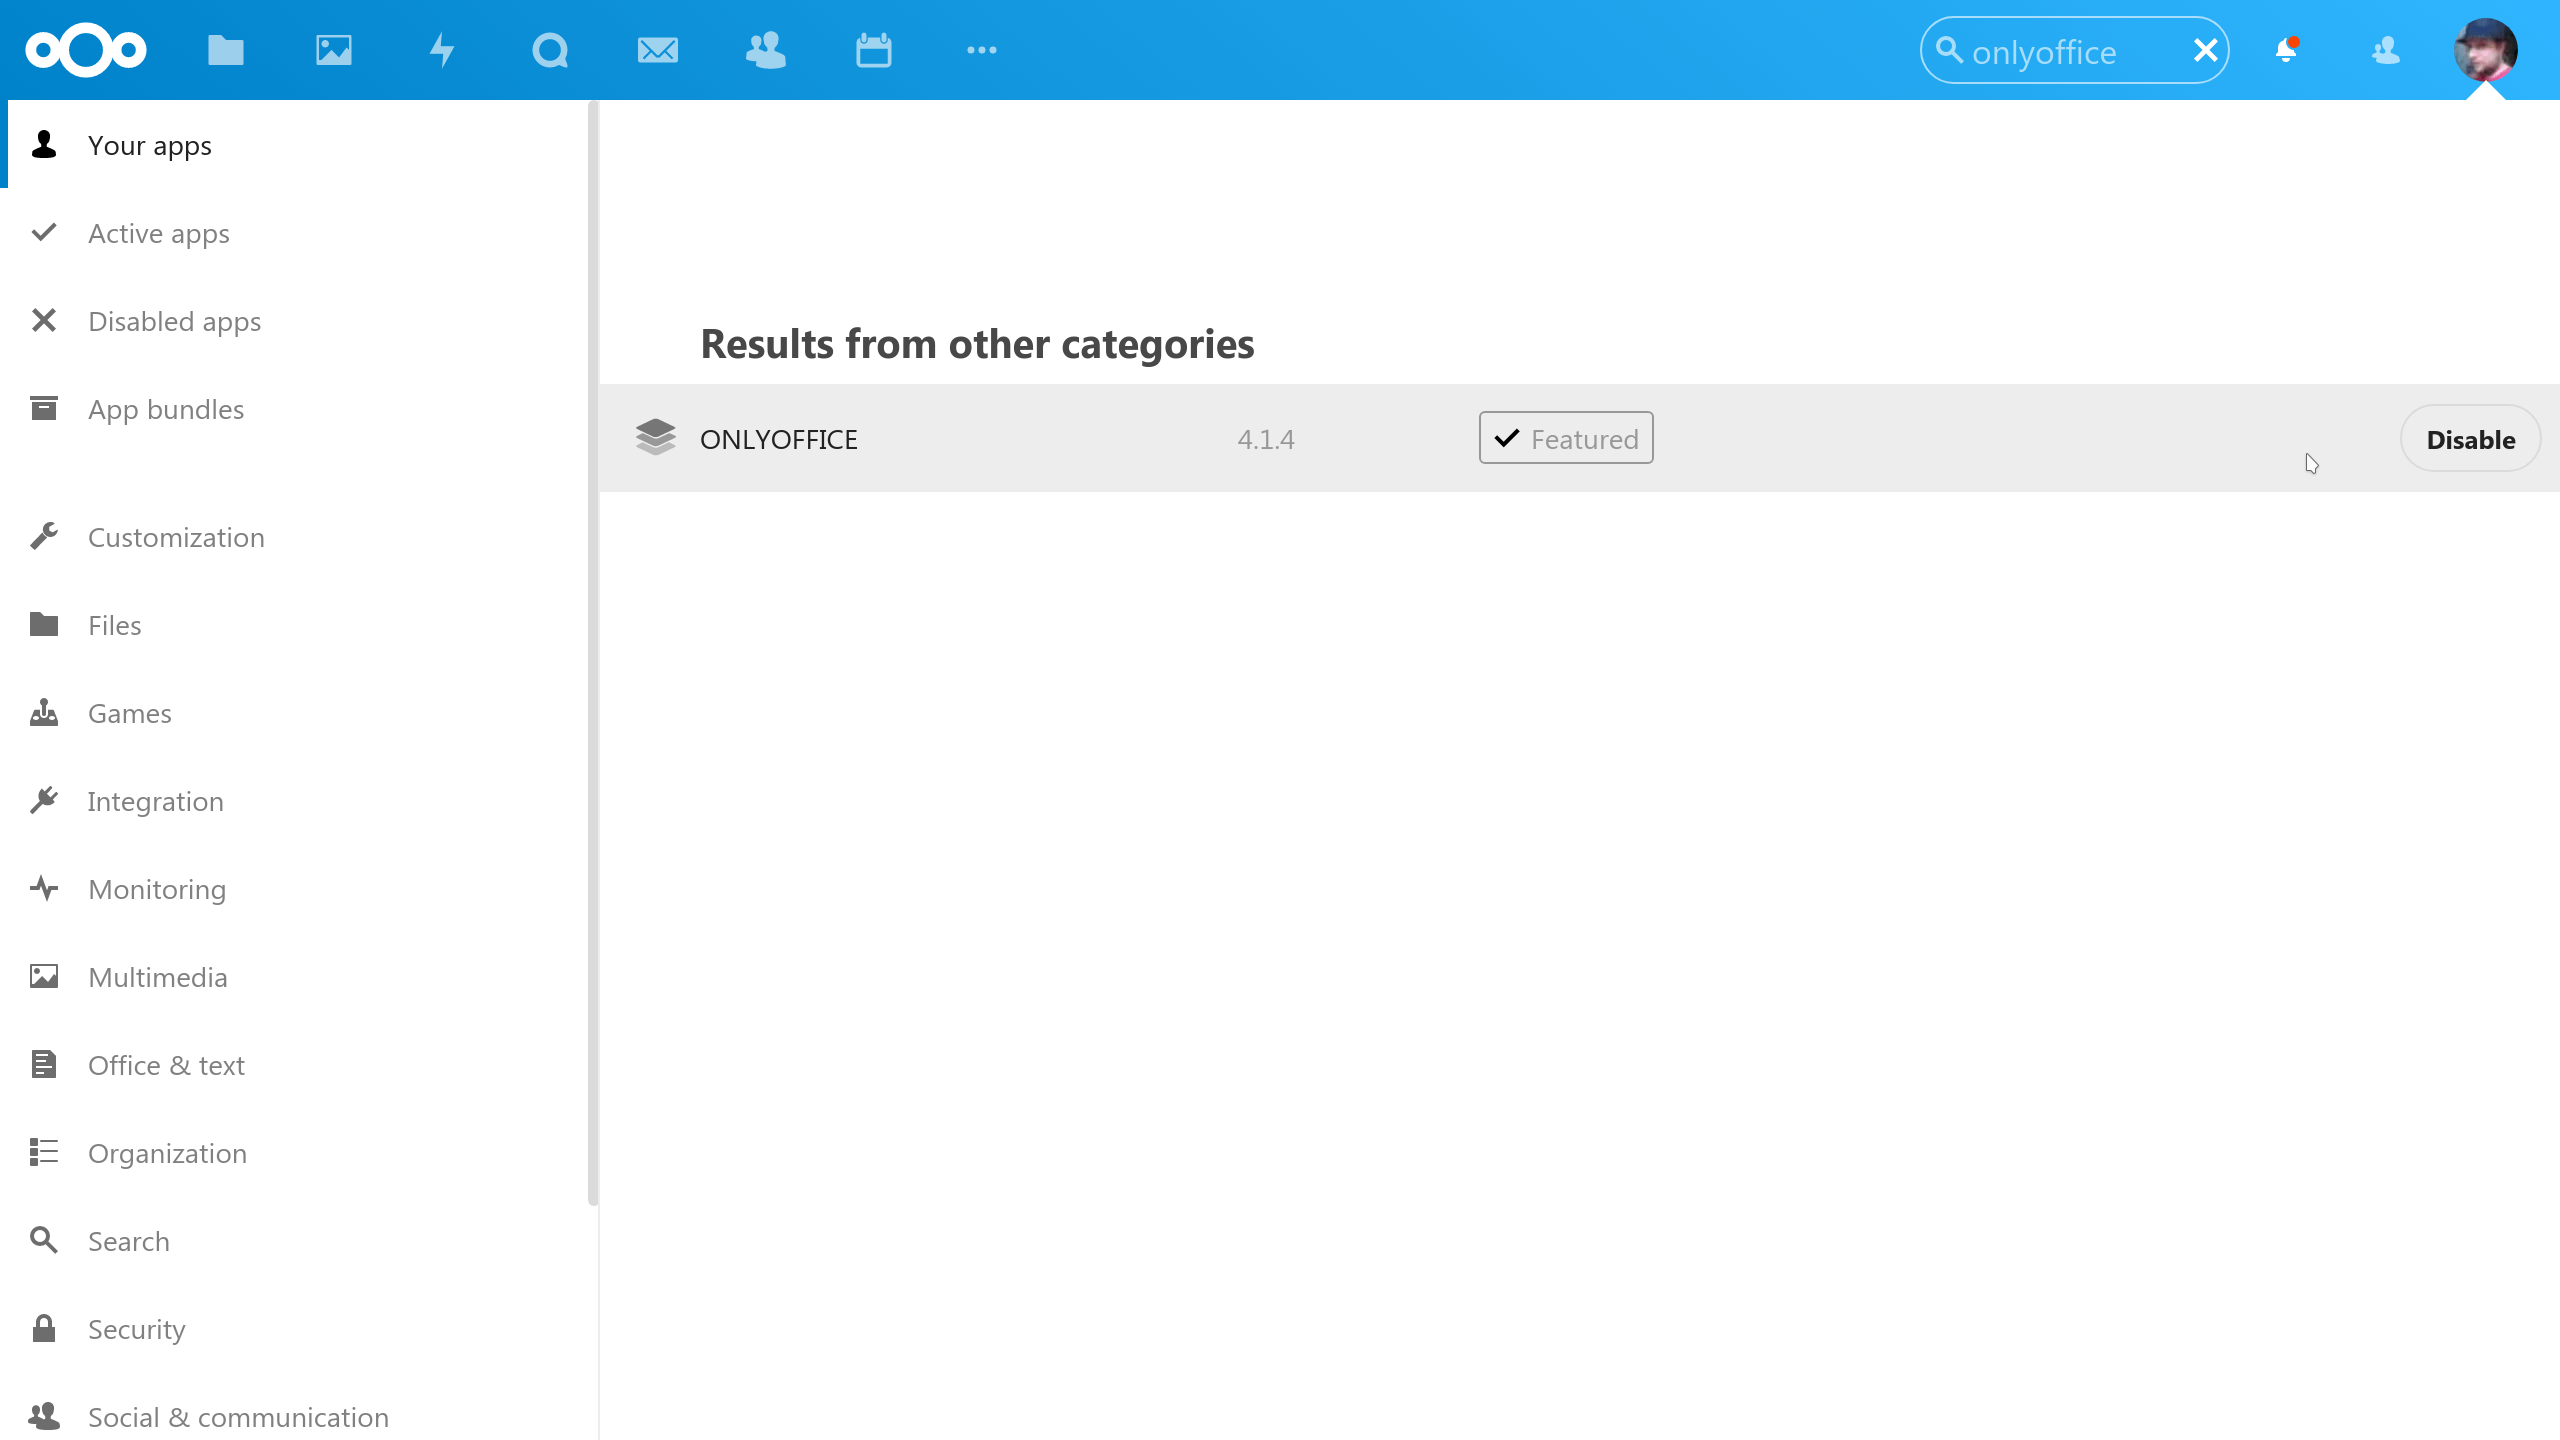 onlyoffice
Your apps
Active apps
Disabled apps
App bundles
Customization
Files
Games
Integration
Monitoring
Multimedia
Office & text
Organization
Search
Security
Social & communication
Results from other categories
ONLYOFFICE 4.1.4 Featured Disable